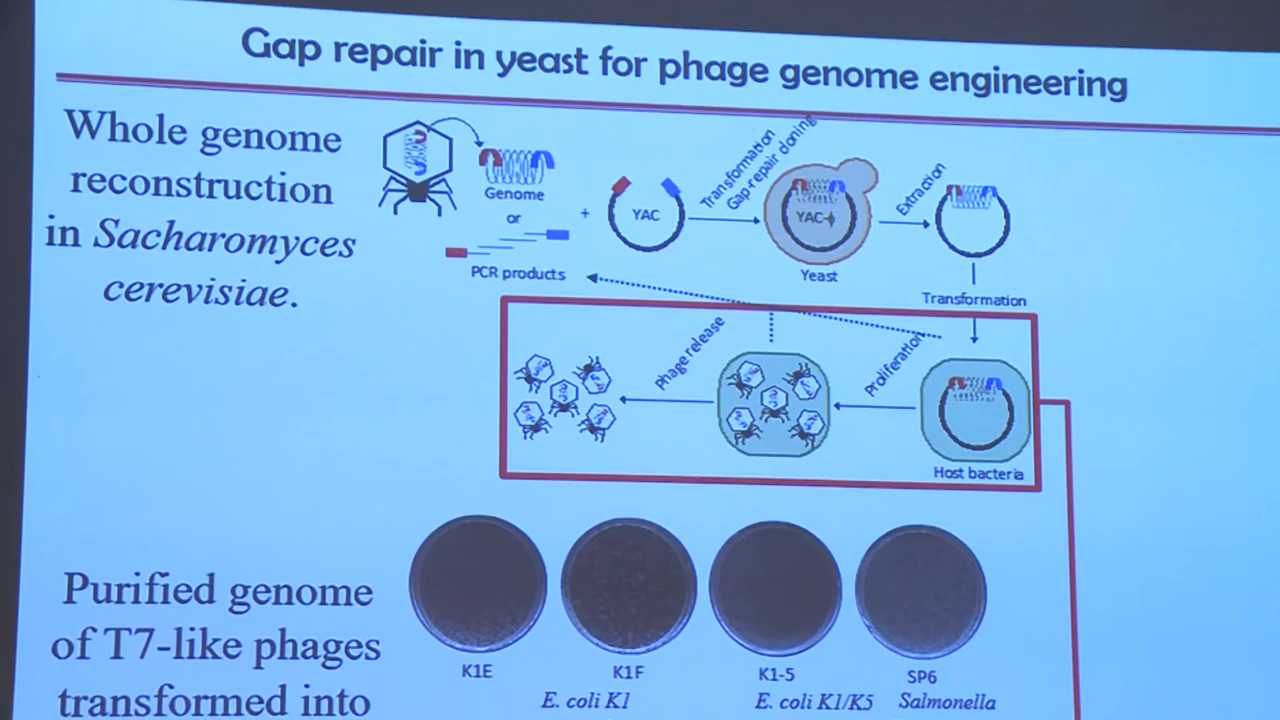 Gap repair in yeast for phage genome engineering
Whole genome
reconstruction
in Sacharomyces
cerevisiae.
Genome
or
PCR products
+
YAC
Transformation
Gap-repair cloning
YAC-ϕ
Yeast
Extraction
Transformation
Phage release
Proliferation
Host bacteria
Purified genome
of T7-like phages
transformed into
K1E
K1F
K1-5
SP6
E. coli K1
E. coli K1/K5
Salmonella